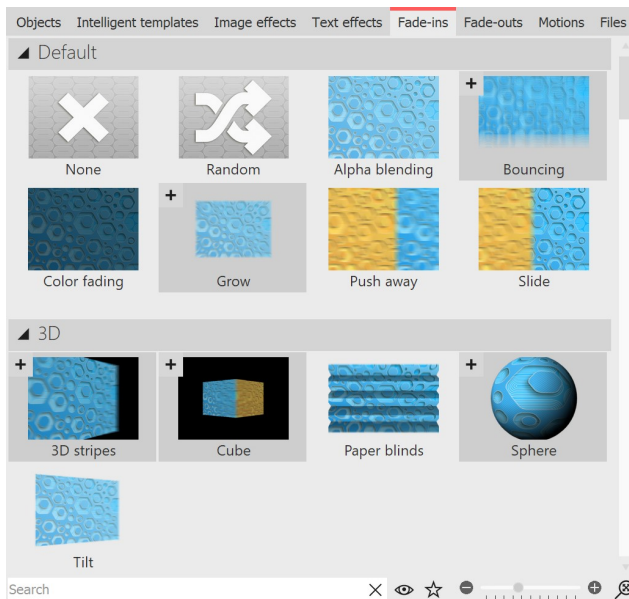 Objects Intelligent templates Image effects Text effects Fade-ins Fade-outs Motions Files
Default
None Random Alpha blending Bouncing
Color fading Grow Push away Slide
3D
3D stripes Cube Paper blinds Sphere
Tilt
Search